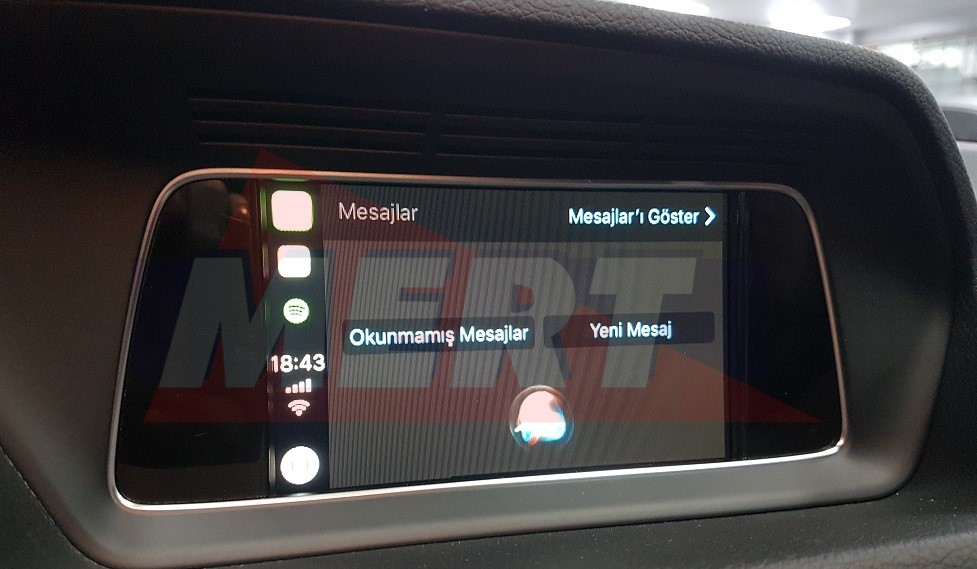 Mesajlar
Mesajlar'ı Göster
MERT
Okunmamış Mesajlar
Yeni Mesaj
18:43